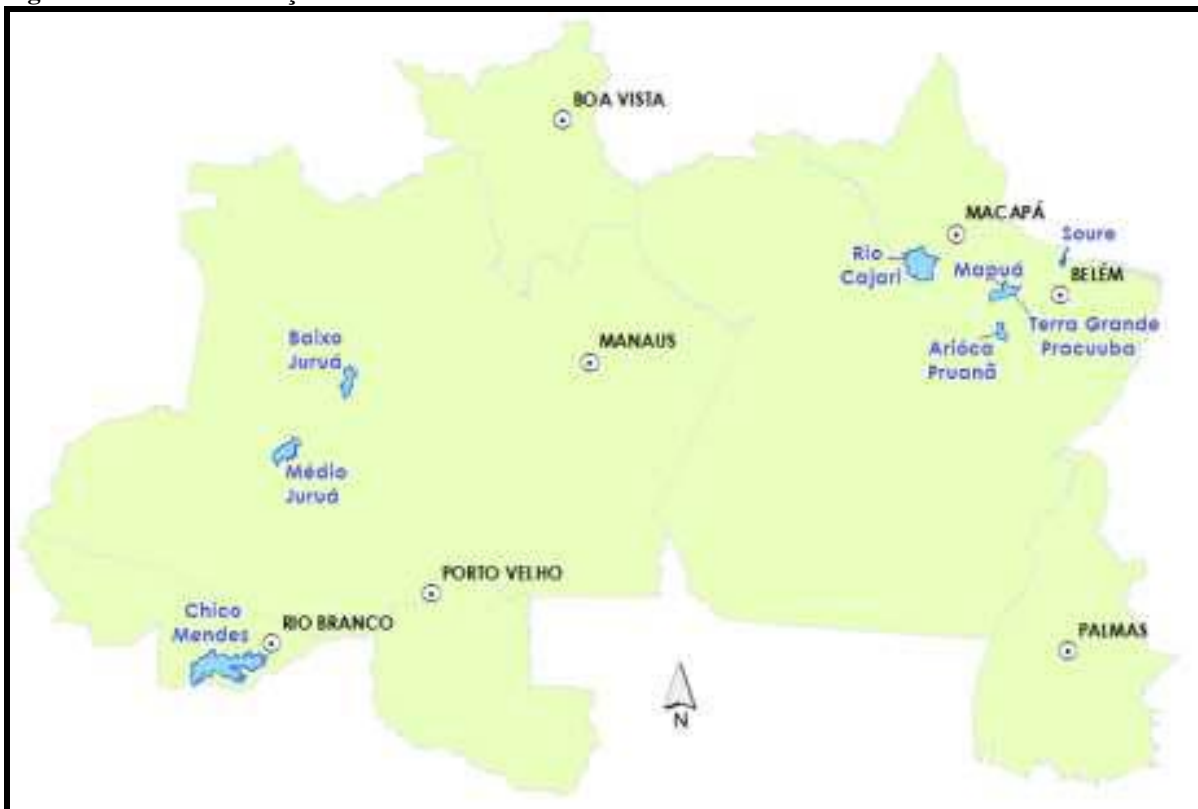 BOA VISTA
MACAPÁ
Soure
Rio
Cajari
Mapuá
BELÉM
Terra Grande
Pracuuba
Arióca
Pruanã
Baixo
Juruá
MANAUS
Médio
Juruá
PORTO VELHO
Chico
Mendes
RIO BRANCO
PALMAS
N